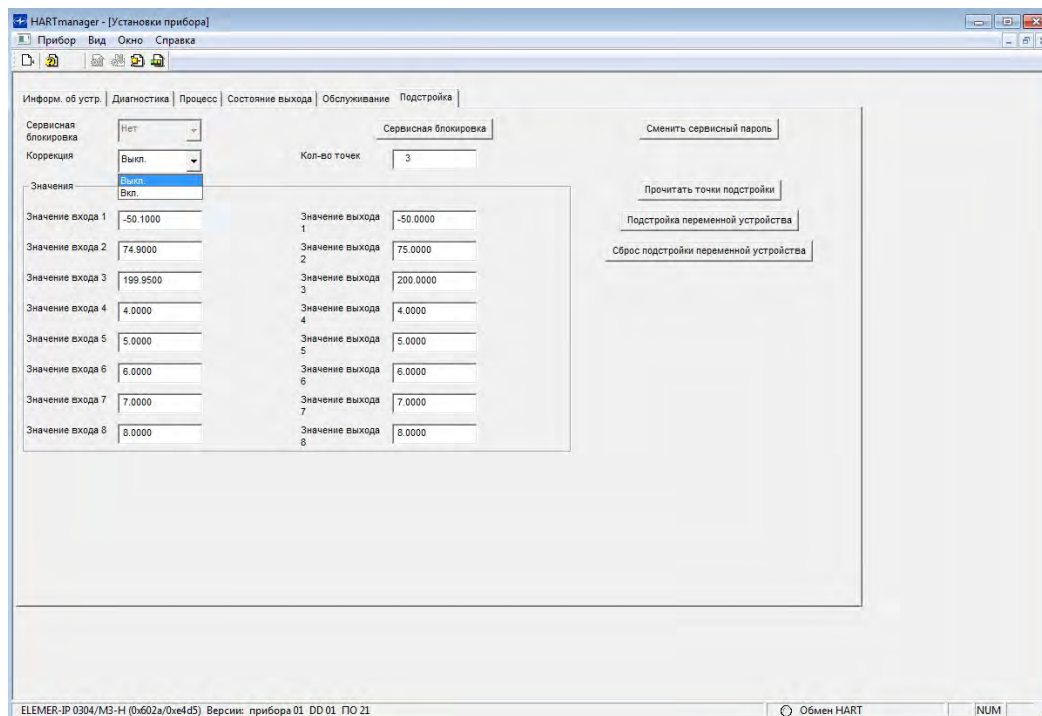 HARTmanager - [Установки прибора]
Прибор Вид Окно Справка
Информ. об устр. Диагностика Процесс Состояние выхода Обслуживание Подстройка
Сервисная блокировка Нет Сервисная блокировка Сменить сервисный пароль
Коррекция Выкл. Кол-во точек 3
Выкл.
Вкл.
Значения
Прочитать точки подстройки
Значение входа 1 -50.1000 Значение выхода 1 -50.0000 Подстройка переменной устройства
Значение входа 2 74.9000 Значение выхода 2 75.0000 Сброс подстройки переменной устройства
Значение входа 3 199.9500 Значение выхода 3 200.0000
Значение входа 4 4.0000 Значение выхода 4 4.0000
Значение входа 5 5.0000 Значение выхода 5 5.0000
Значение входа 6 6.0000 Значение выхода 6 6.0000
Значение входа 7 7.0000 Значение выхода 7 7.0000
Значение входа 8 8.0000 Значение выхода 8 8.0000
ELEMER-IP 0304/M3-H (0x602a/0xe4d5) Версии: прибора 01 DD 01 ПО 21 Обмен HART NUM